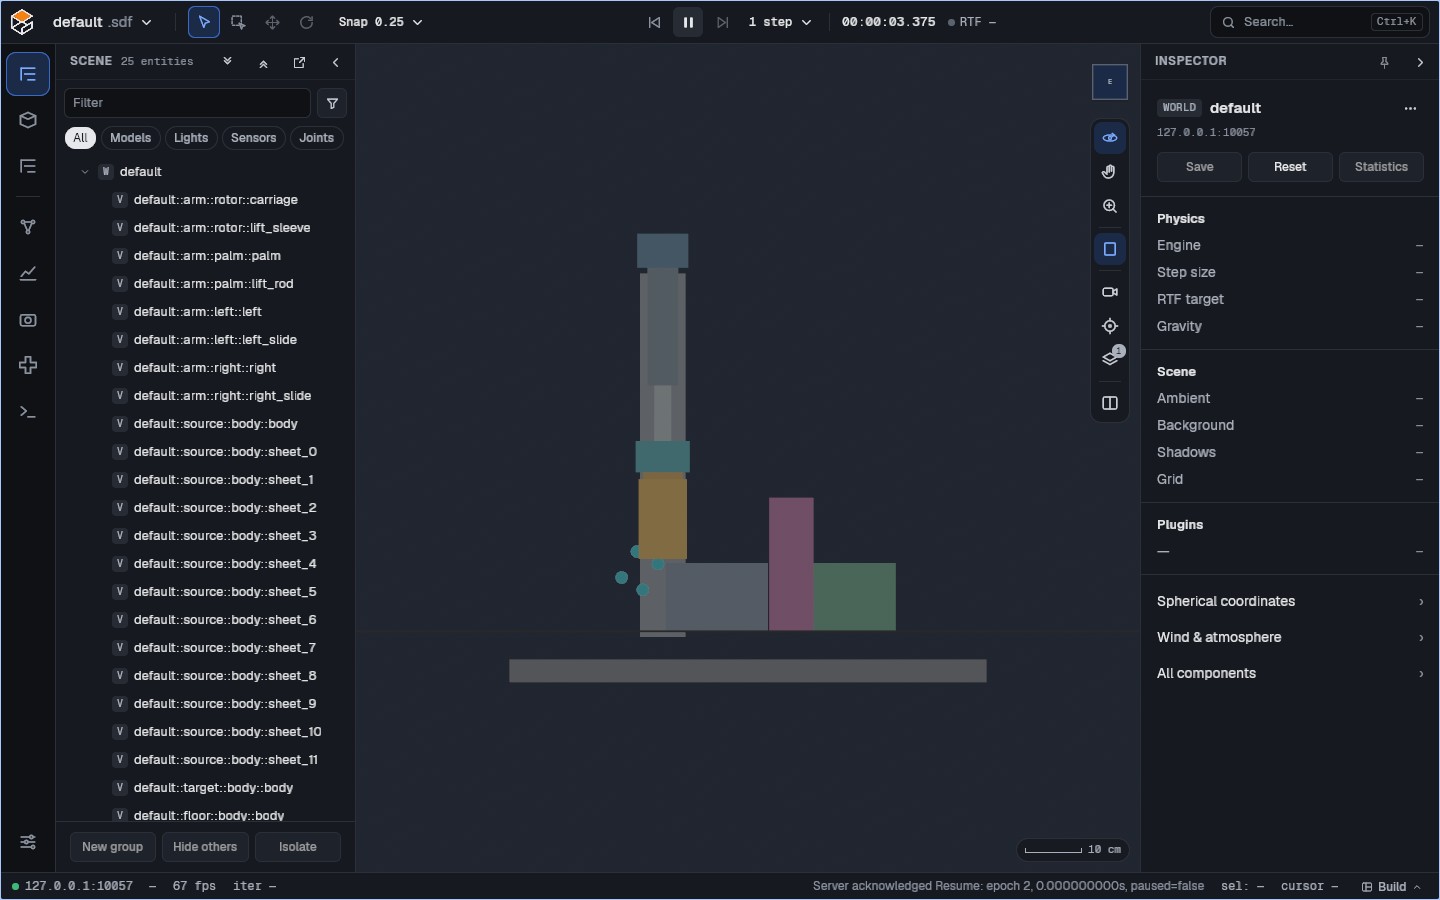 default .sdf
Snap 0.25
1 step
00:00:03.375
RTF –
Search...
Ctrl+K
SCENE 25 entities
Filter
All
Models
Lights
Sensors
Joints
W default
V default::arm::rotor::carriage
V default::arm::rotor::lift_sleeve
V default::arm::palm::palm
V default::arm::palm::lift_rod
V default::arm::left::left
V default::arm::left::left_slide
V default::arm::right::right
V default::arm::right::right_slide
V default::source::body::body
V default::source::body::sheet_0
V default::source::body::sheet_1
V default::source::body::sheet_2
V default::source::body::sheet_3
V default::source::body::sheet_4
V default::source::body::sheet_5
V default::source::body::sheet_6
V default::source::body::sheet_7
V default::source::body::sheet_8
V default::source::body::sheet_9
V default::source::body::sheet_10
V default::source::body::sheet_11
V default::target::body::body
V default::floor::body::body
New group
Hide others
Isolate
E
1
10 cm
INSPECTOR
WORLD default
127.0.0.1:10057
Save
Reset
Statistics
Physics
Engine –
Step size –
RTF target –
Gravity –
Scene
Ambient –
Background –
Shadows –
Grid –
Plugins
— –
Spherical coordinates
Wind & atmosphere
All components
127.0.0.1:10057 – 67 fps iter –
Server acknowledged Resume: epoch 2, 0.000000000s, paused=false
sel: –
cursor –
Build